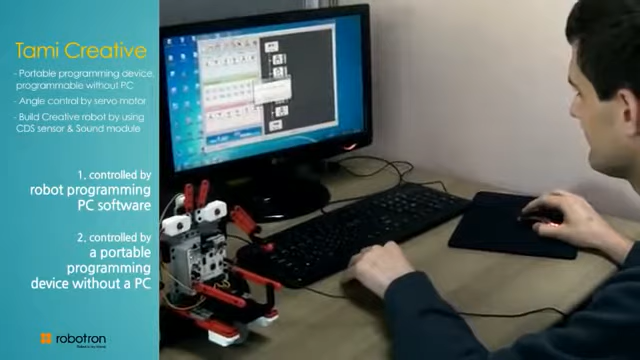 Tami Creative
- Portable programming device,
programmable without PC
- Angle control by servo motor
- Build Creative robot by using
CDS sensor & Sound module
1. controlled by
robot programming
PC software
2. controlled by
a portable
programming
device without a PC
robotron